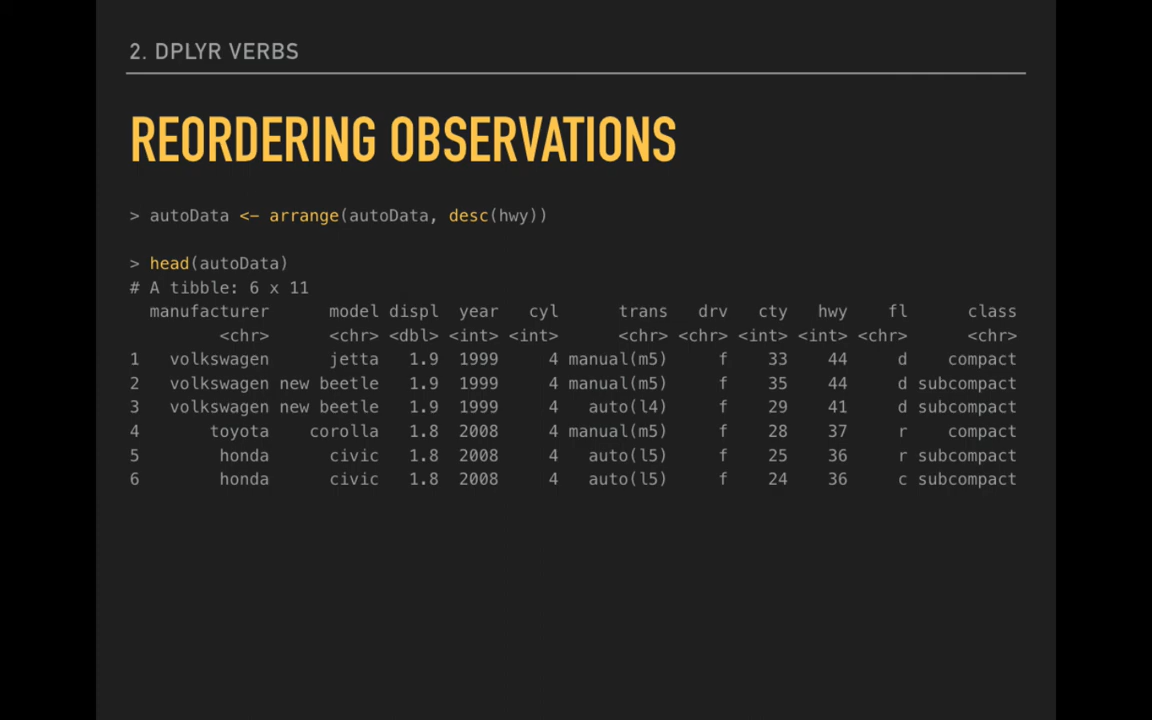 2. DPLYR VERBS
REORDERING OBSERVATIONS
> autoData <- arrange(autoData, desc(hwy))
> head(autoData)
# A tibble: 6 x 11
manufacturer model displ year cyl trans drv cty hwy fl class
<chr> <chr> <dbl> <int> <int> <chr> <chr> <int> <int> <chr> <chr>
1 volkswagen jetta 1.9 1999 4 manual(m5) f 33 44 d compact
2 volkswagen new beetle 1.9 1999 4 manual(m5) f 35 44 d subcompact
3 volkswagen new beetle 1.9 1999 4 auto(l4) f 29 41 d subcompact
4 toyota corolla 1.8 2008 4 manual(m5) f 28 37 r compact
5 honda civic 1.8 2008 4 auto(l5) f 25 36 r subcompact
6 honda civic 1.8 2008 4 auto(l5) f 24 36 c subcompact